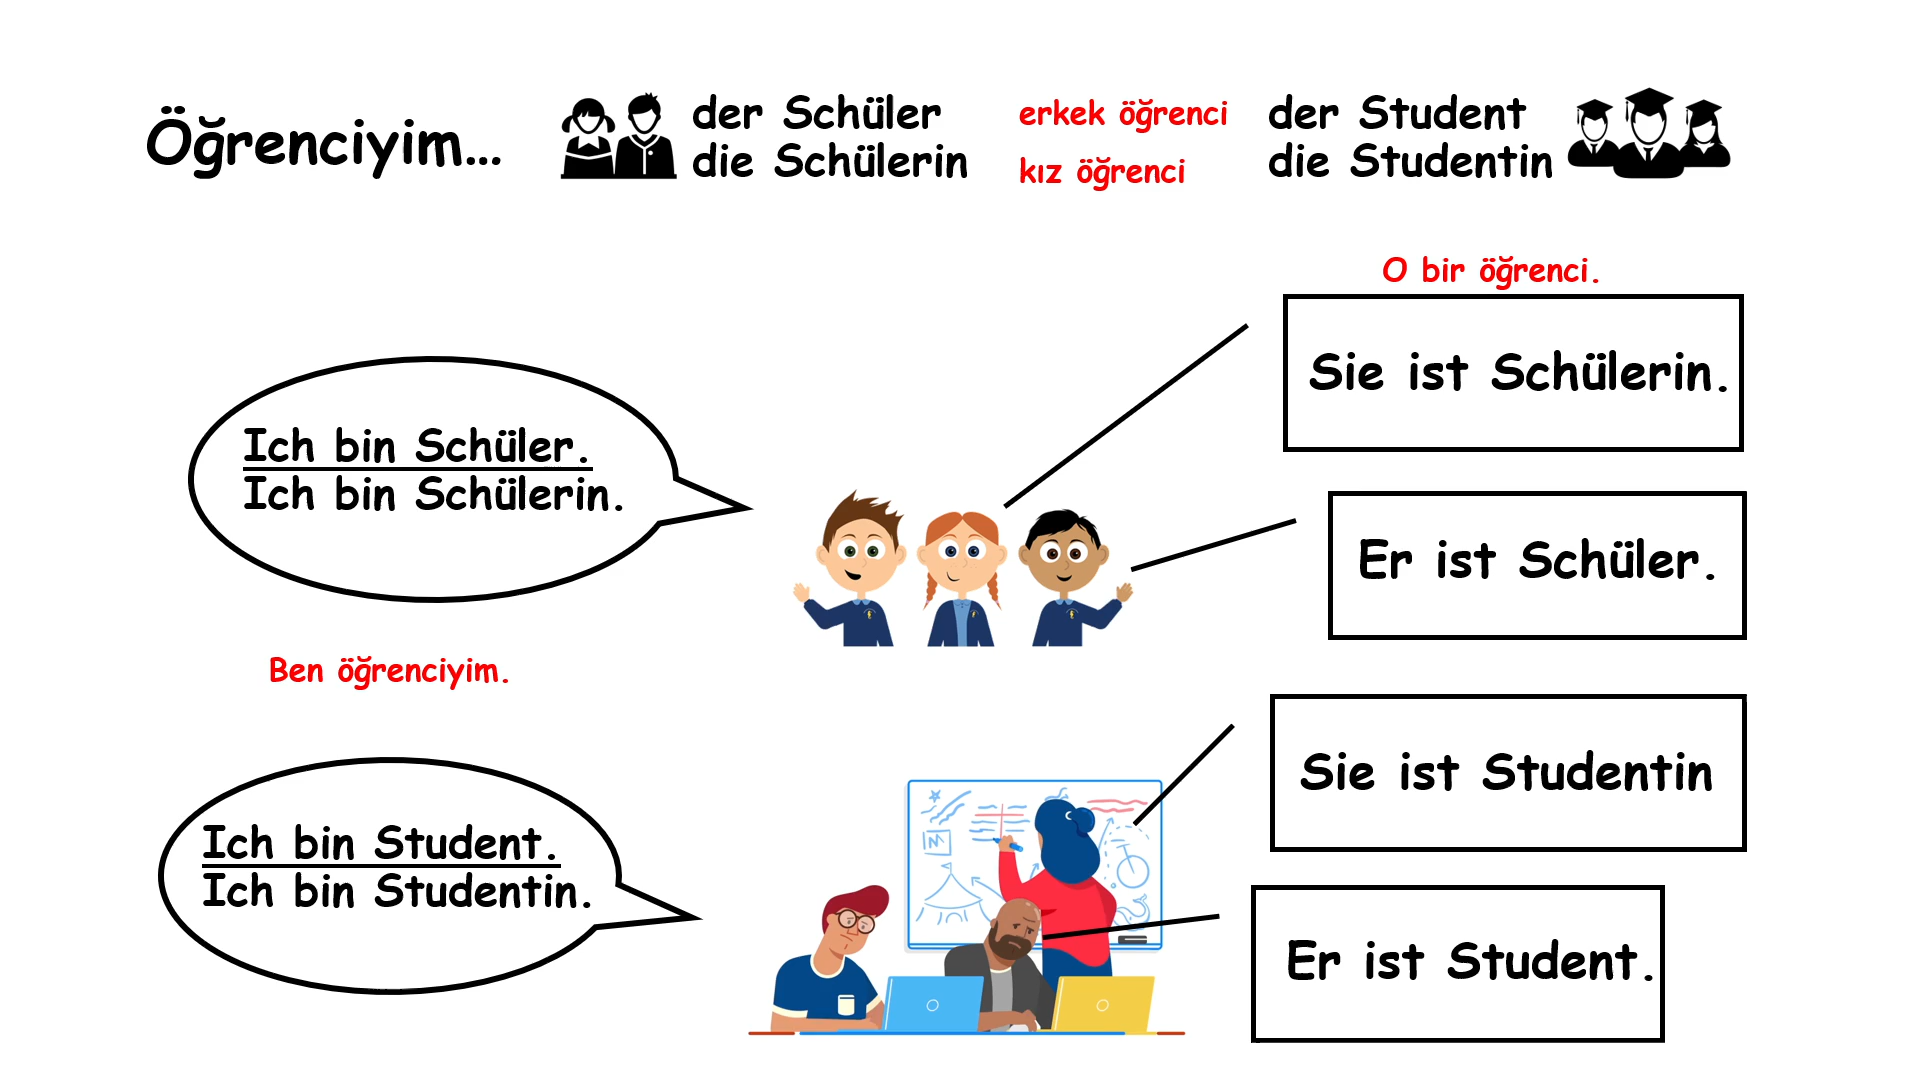 Öğrenciyim...
der Schüler
die Schülerin
erkek öğrenci
kız öğrenci
der Student
die Studentin
O bir öğrenci.
Sie ist Schülerin.
Ich bin Schüler.
Ich bin Schülerin.
Er ist Schüler.
Ben öğrenciyim.
Sie ist Studentin
Ich bin Student.
Ich bin Studentin.
Er ist Student.